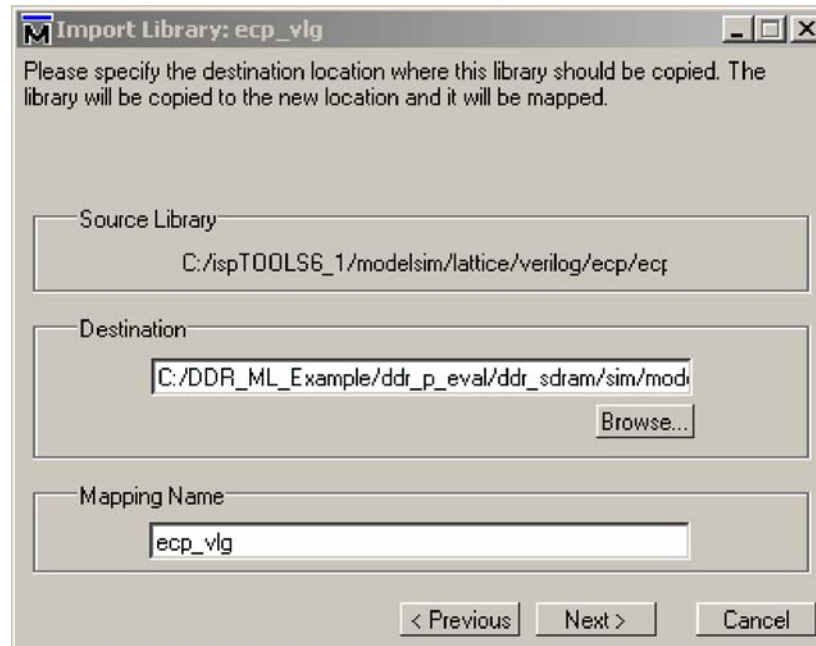 Import Library: ecp_vlg
Please specify the destination location where this library should be copied. The
library will be copied to the new location and it will be mapped.
Source Library
C:/ispTOOLS6_1/modelsim/lattice/verilog/ecp/ecp
Destination
C:/DDR_ML_Example/ddr_p_eval/ddr_sdram/sim/mode
Browse...
Mapping Name
ecp_vlg
< Previous
Next >
Cancel